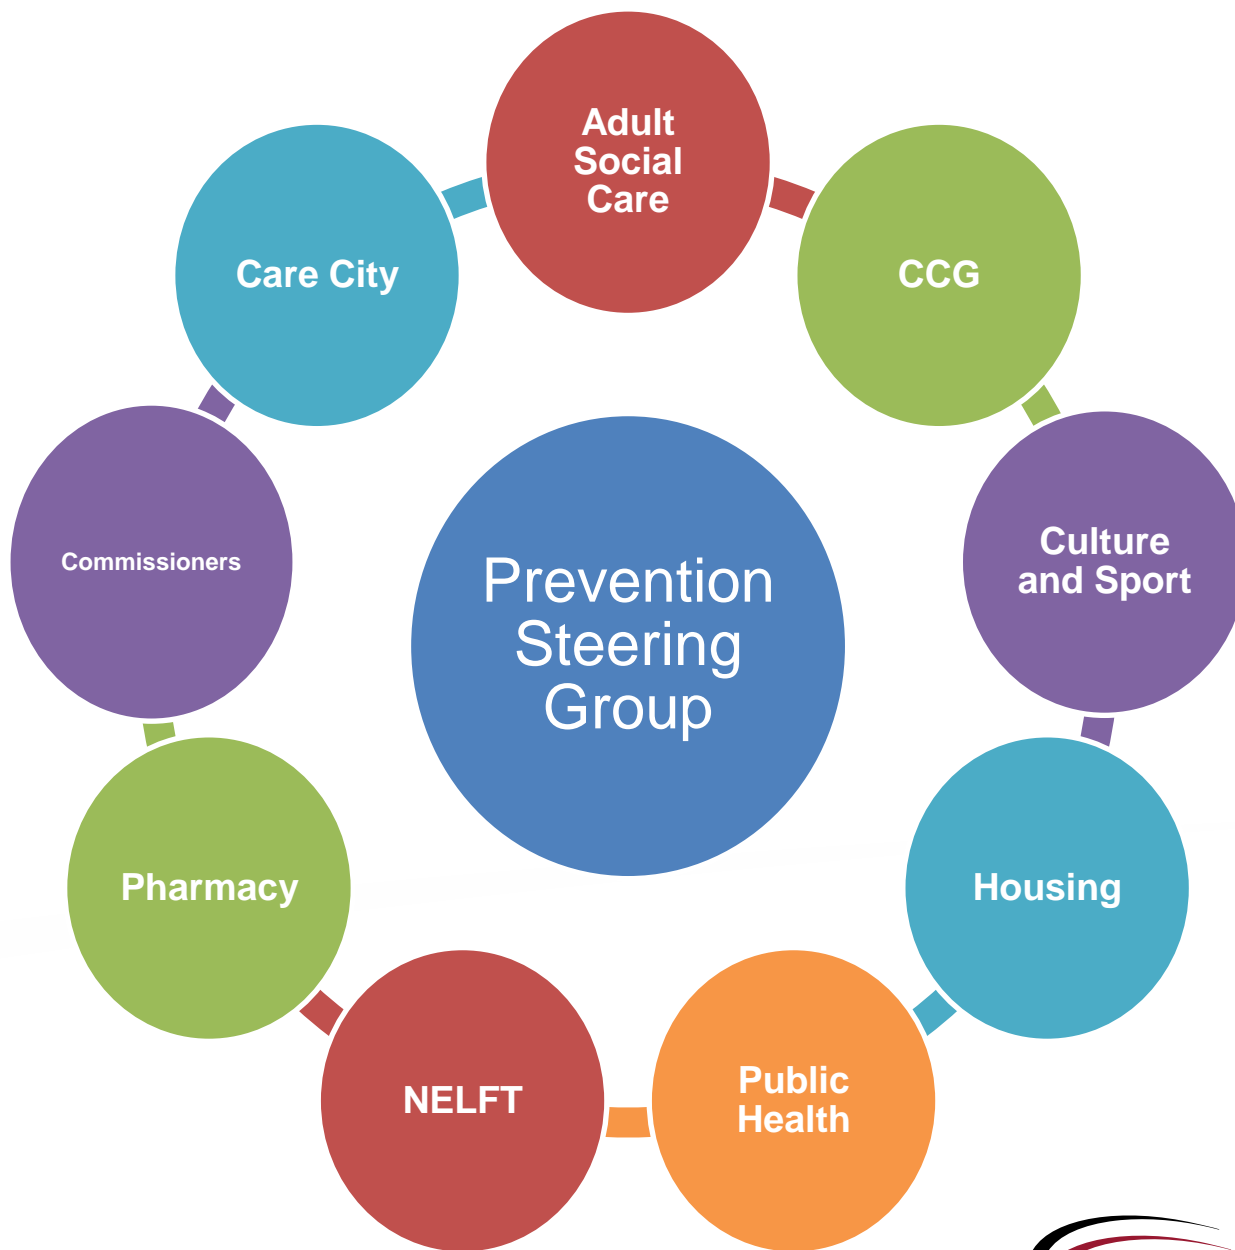 Adult
Social
Care
Care City
CCG
Commissioners
Culture
and Sport
Prevention
Steering
Group
Pharmacy
Housing
NELFT
Public
Health